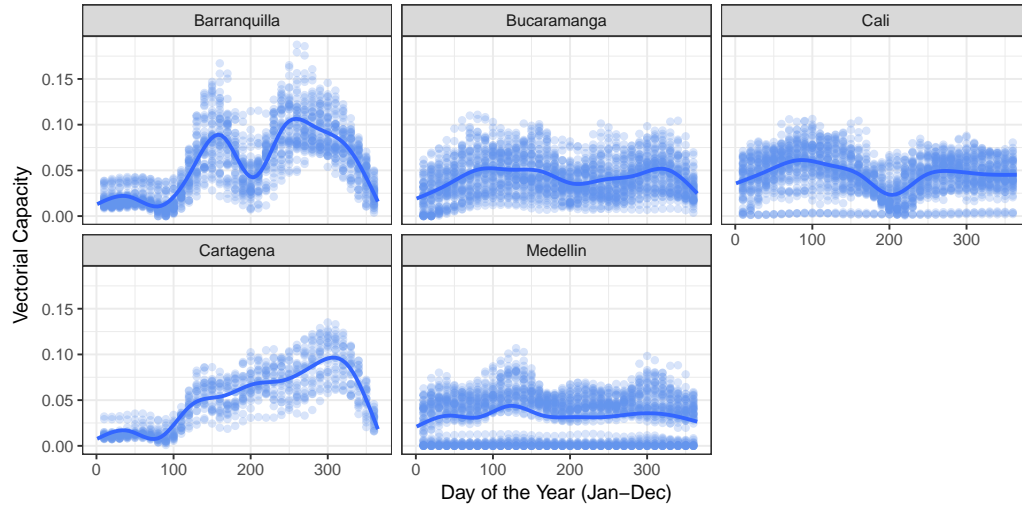 Barranquilla
Bucaramanga
Cali
0.15
0.10
0.05
0.00
0 100 200 300
Cartagena
Medellin
0.15
0.10
0.05
0.00
0 100 200 300
0 100 200 300
Vectorial Capacity
Day of the Year (Jan−Dec)